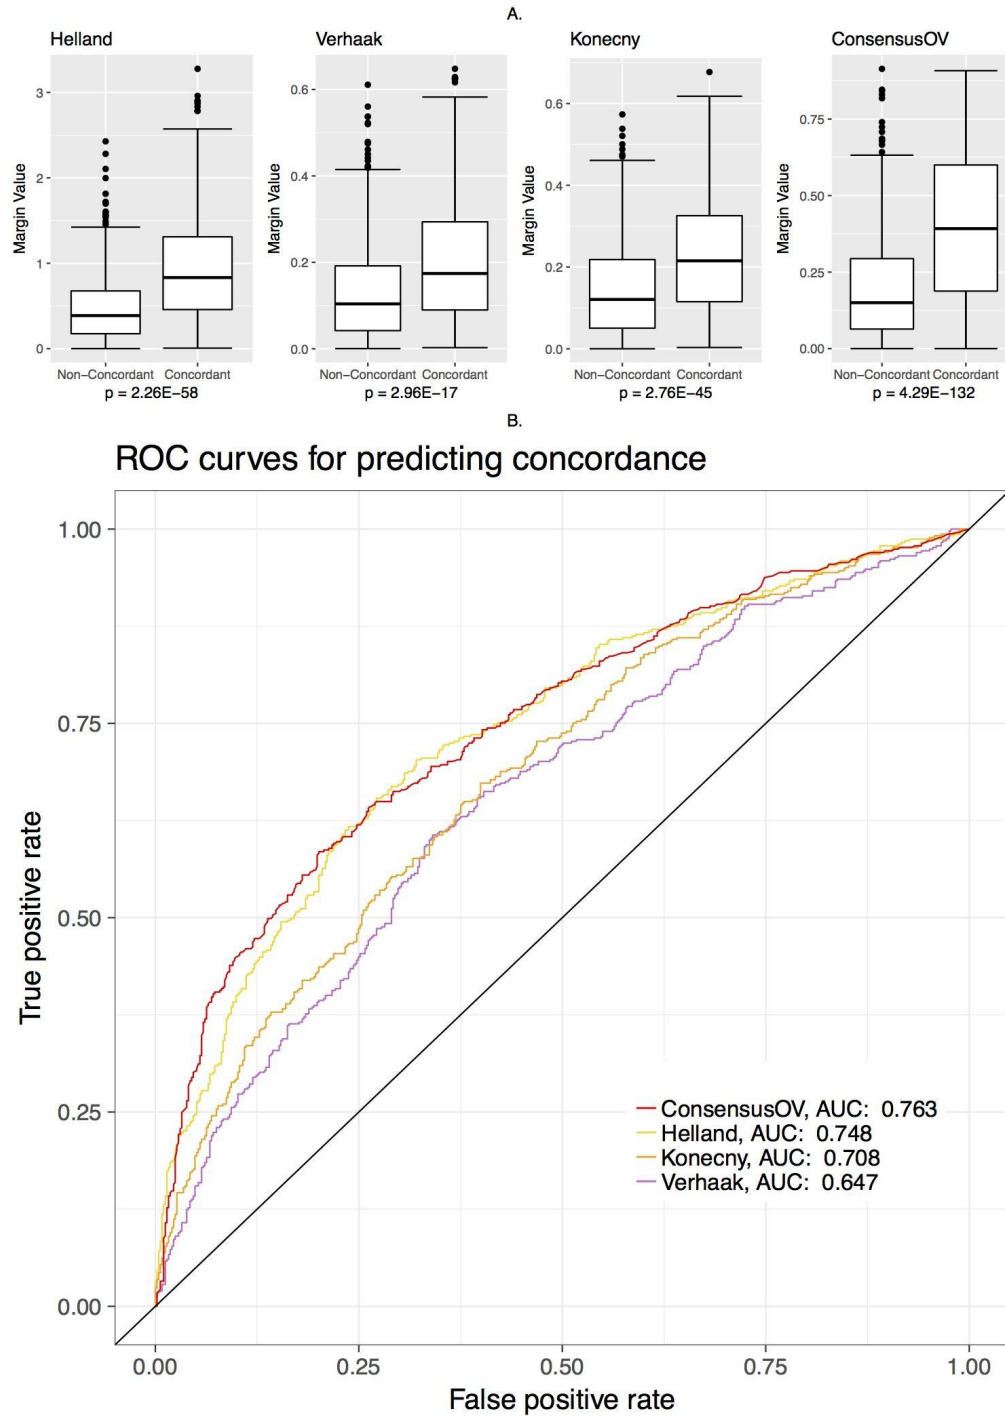 A.
Helland
Verhaak
Konecny
ConsensusOV
Margin Value
3
2
1
0
Non−Concordant Concordant
p = 2.26E−58
Margin Value
0.6
0.4
0.2
0.0
Non−Concordant Concordant
p = 2.96E−17
Margin Value
0.6
0.4
0.2
0.0
Non−Concordant Concordant
p = 2.76E−45
Margin Value
0.75
0.50
0.25
0.00
Non−Concordant Concordant
p = 4.29E−132
B.
ROC curves for predicting concordance
True positive rate
1.00
0.75
0.50
0.25
0.00
ConsensusOV, AUC: 0.763
Helland, AUC: 0.748
Konecny, AUC: 0.708
Verhaak, AUC: 0.647
0.00 0.25 0.50 0.75 1.00
False positive rate